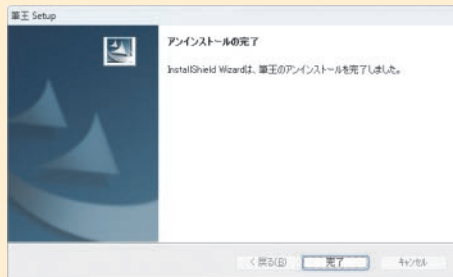 筆王 Setup
アンインストールの完了
InstallShield Wizardは、筆王のアンインストールを完了しました。
< 戻る(B)
完了
キャンセル